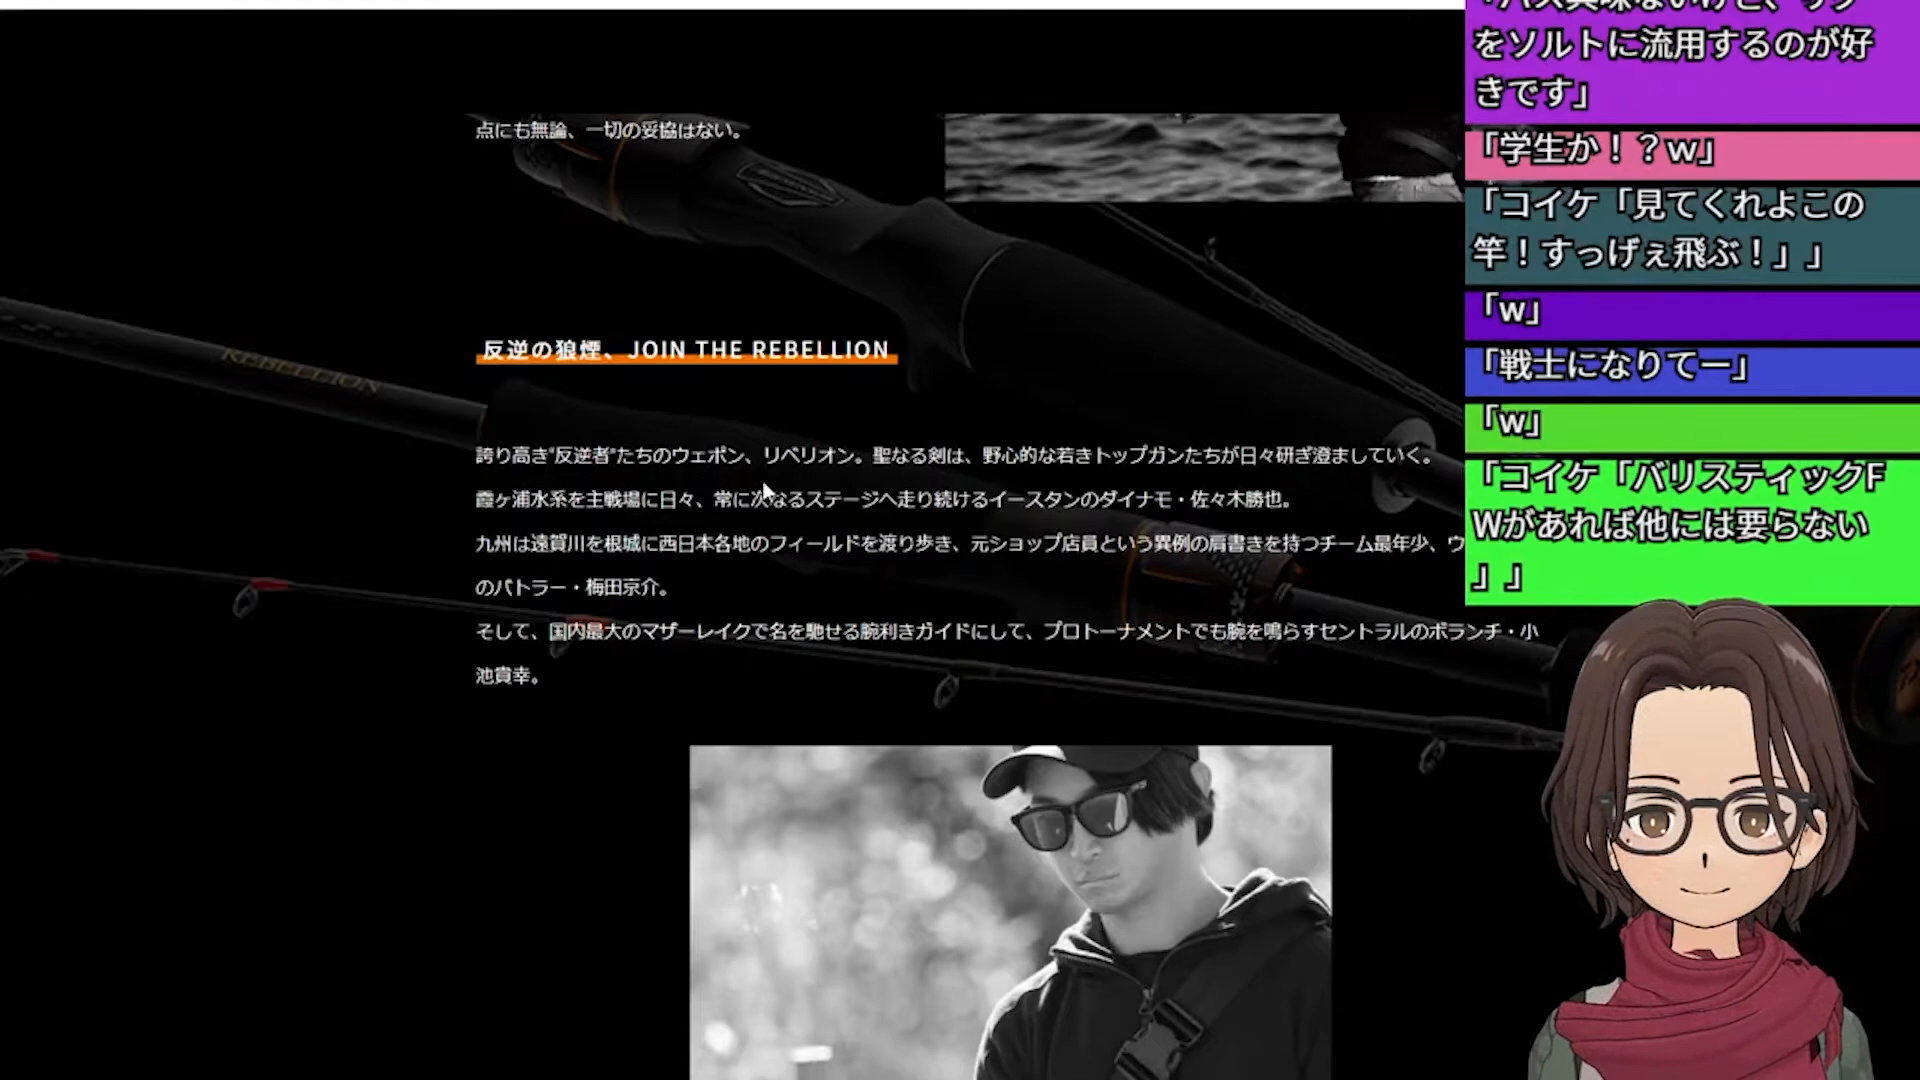 点にも無論、一切の妥協はない。
REBELLION
反逆の狼煙、JOIN THE REBELLION
誇り高き"反逆者"たちのウェポン、リベリオン。聖なる剣は、野心的な若きトップガンたちが日々研ぎ澄ましていく。
霞ヶ浦水系を主戦場に日々、常に次なるステージへ走り続けるイースタンのダイナモ・佐々木勝也。
九州は遠賀川を根城に西日本各地のフィールドを渡り歩き、元ショップ店員という異例の肩書きを持つチーム最年少、ウ
のバトラー・梅田京介。
そして、国内最大のマザーレイクで名を馳せる腕利きガイドにして、プロトーナメントでも腕を鳴らすセントラルのボランチ・小
池貴幸。
をソルトに流用するのが好
きです」
「学生か！？w」
「コイケ「見てくれよこの
竿！すっげぇ飛ぶ！」」
「w」
「戦士になりてー」
「w」
「コイケ「バリスティックF
Wがあれば他には要らない
」」